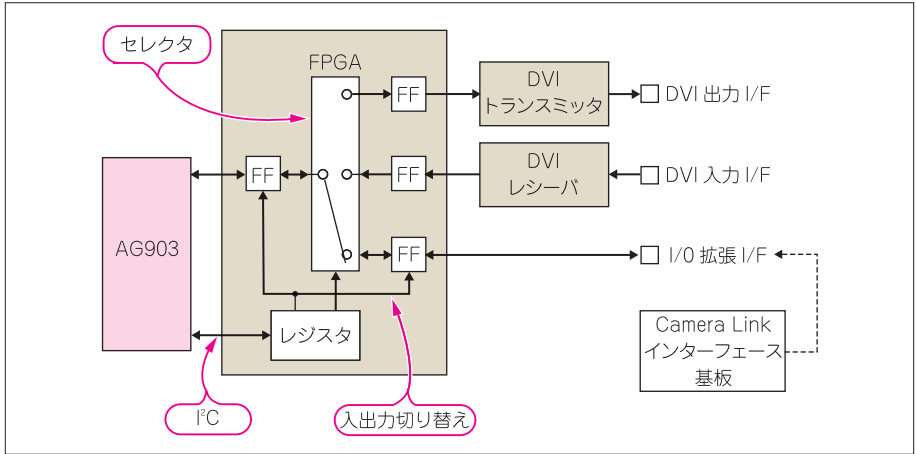 セレクタ
FPGA
FF
DVI
トランスミッタ
DVI 出力 I/F
FF
FF
DVI
レシーバ
DVI 入力 I/F
AG903
FF
I/O 拡張 I/F
レジスタ
Camera Link
インターフェース
基板
I²C
入出力切り替え